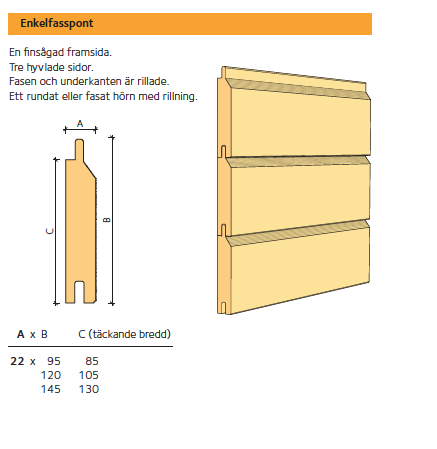 Enkelfasspont
En finsågad framsida.
Tre hyvlade sidor.
Fasen och underkanten är rillade.
Ett rundat eller fasat hörn med rillning.
A
B
C
A x B C (täckande bredd)
22 x 95 85
120 105
145 130